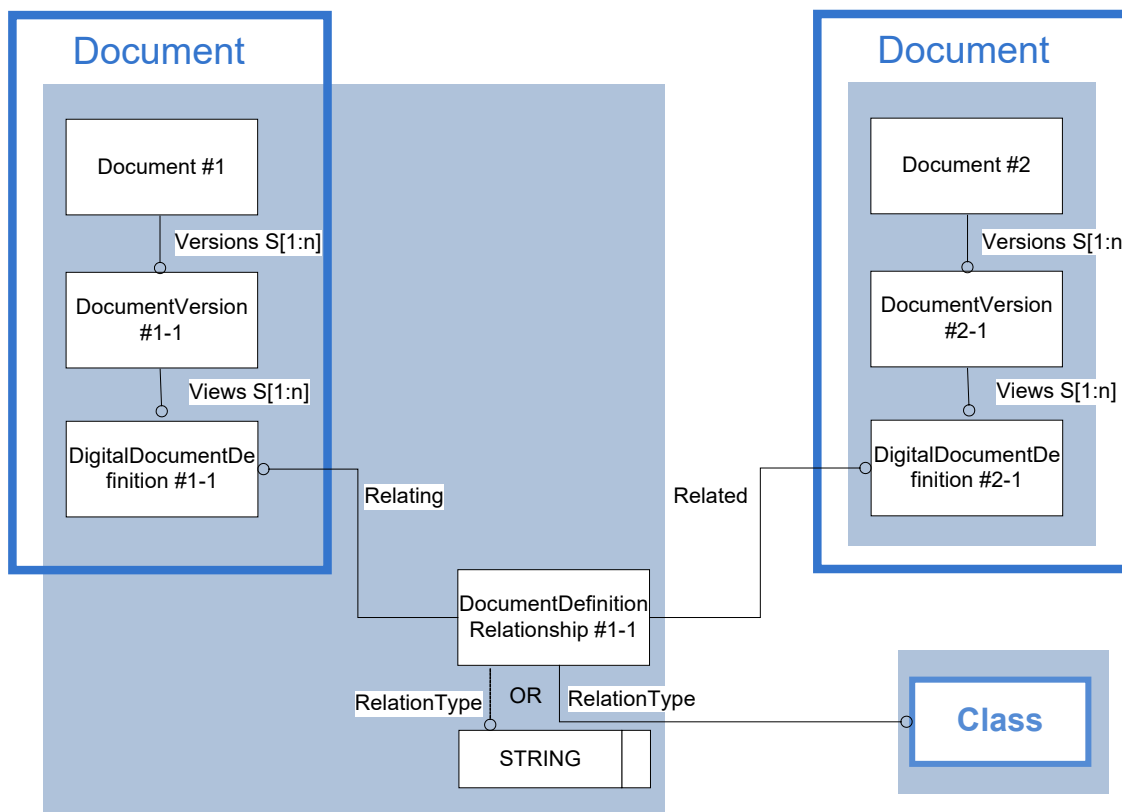 Document
Document
Document #1
Document #2
Versions S[1:n]
Versions S[1:n
DocumentVersion
#1-1
DocumentVersion
#2-1
Views S[1:n]
Views S[1:n]
DigitalDocumentDe
finition #1-1
DigitalDocumentDe
finition #2-1
Relating
Related
DocumentDefinition
Relationship #1-1
RelationType
OR
RelationType
STRING
Class